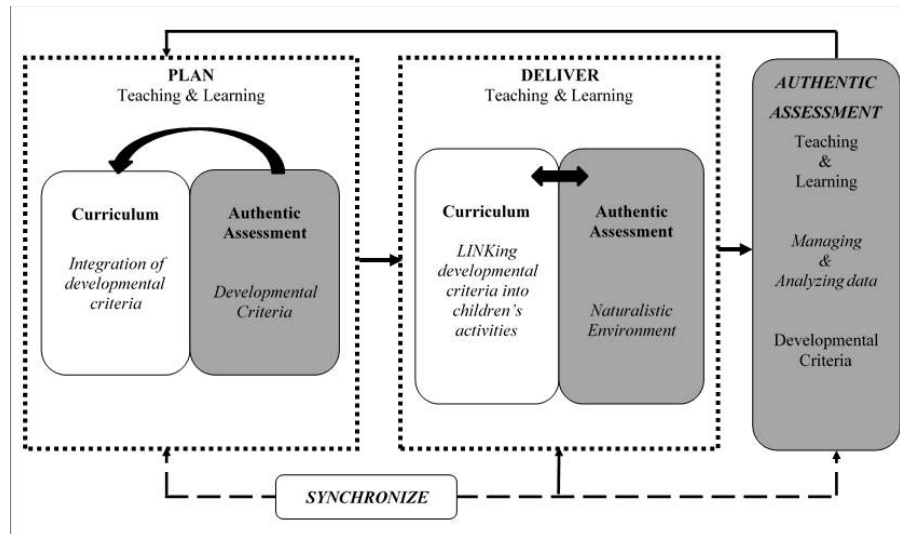 PLAN
Teaching & Learning
Curriculum
Integration of
developmental
criteria
Authentic
Assessment
Developmental
Criteria
DELIVER
Teaching & Learning
Curriculum
LINKing
developmental
criteria into
children's
activities
Authentic
Assessment
Naturalistic
Environment
AUTHENTIC
ASSESSMENT
Teaching
&
Learning
Managing
&
Analyzing data
Developmental
Criteria
SYNCHRONIZE